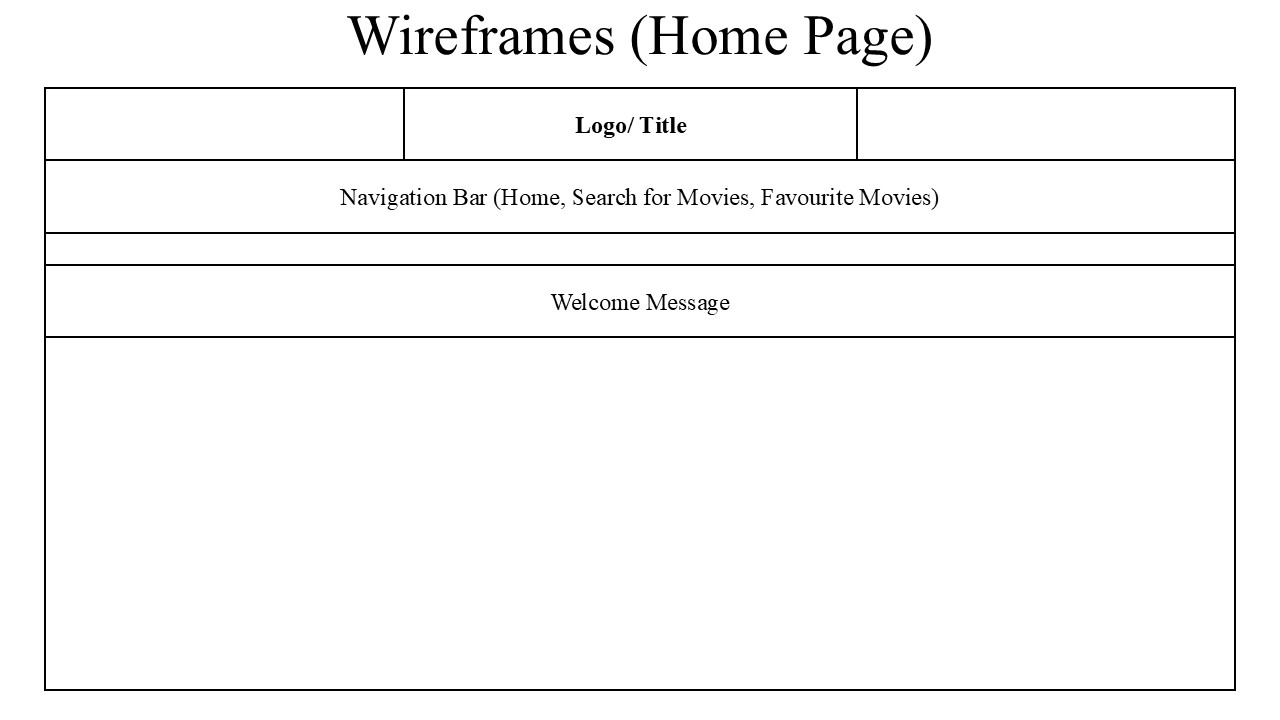 Wireframes (Home Page)
Logo/ Title
Navigation Bar (Home, Search for Movies, Favourite Movies)
Welcome Message